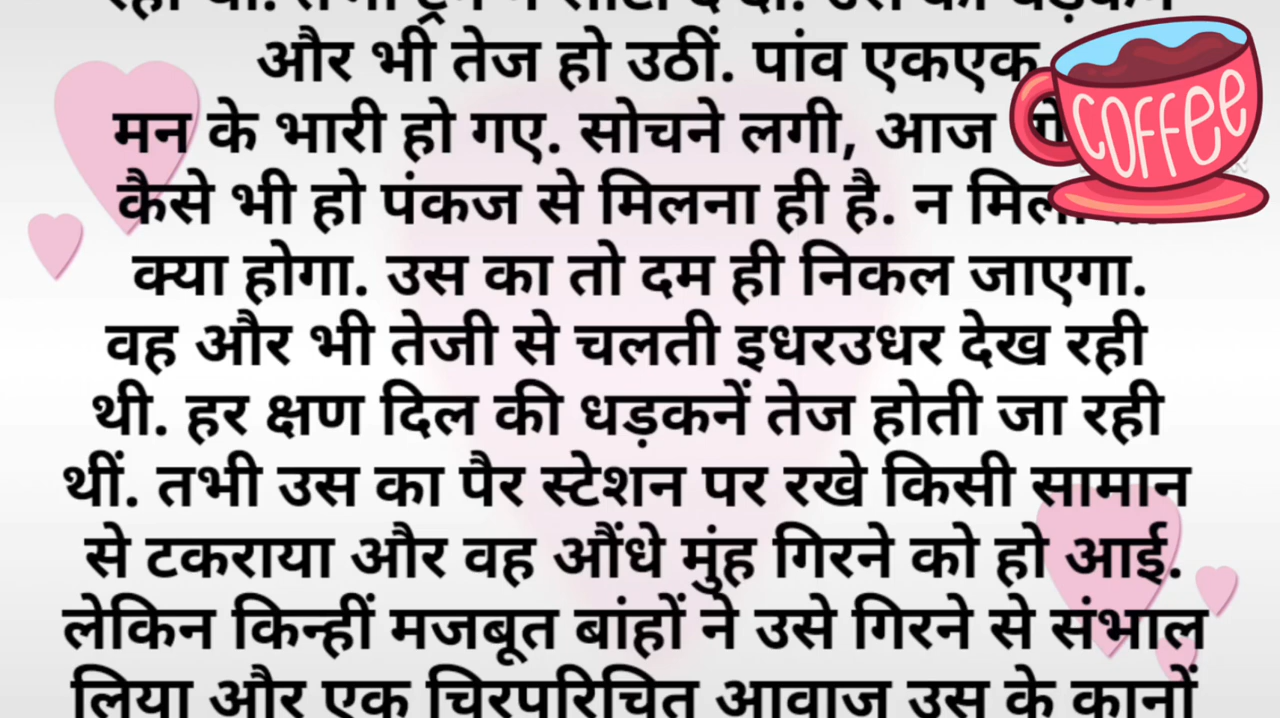 और भी तेज हो उठीं. पांव एकएक
COFFee
मन के भारी हो गए. सोचने लगी, आज
कैसे भी हो पंकज से मिलना ही है. न
क्या होगा. उस का तो दम ही निकल जाएगा.
वह और भी तेजी से चलती इधरउधर देख रही
थी. हर क्षण दिल की धड़कनें तेज होती जा रही
थीं. तभी उस का पैर स्टेशन पर रखे किसी सामान
से टकराया और वह औंधे मुंह गिरने को हो आई.
लेकिन किन्हीं मजबूत बांहों ने उसे गिरने से संभाल
लिया और एक चिरपरिचित आवाज उस के कानों